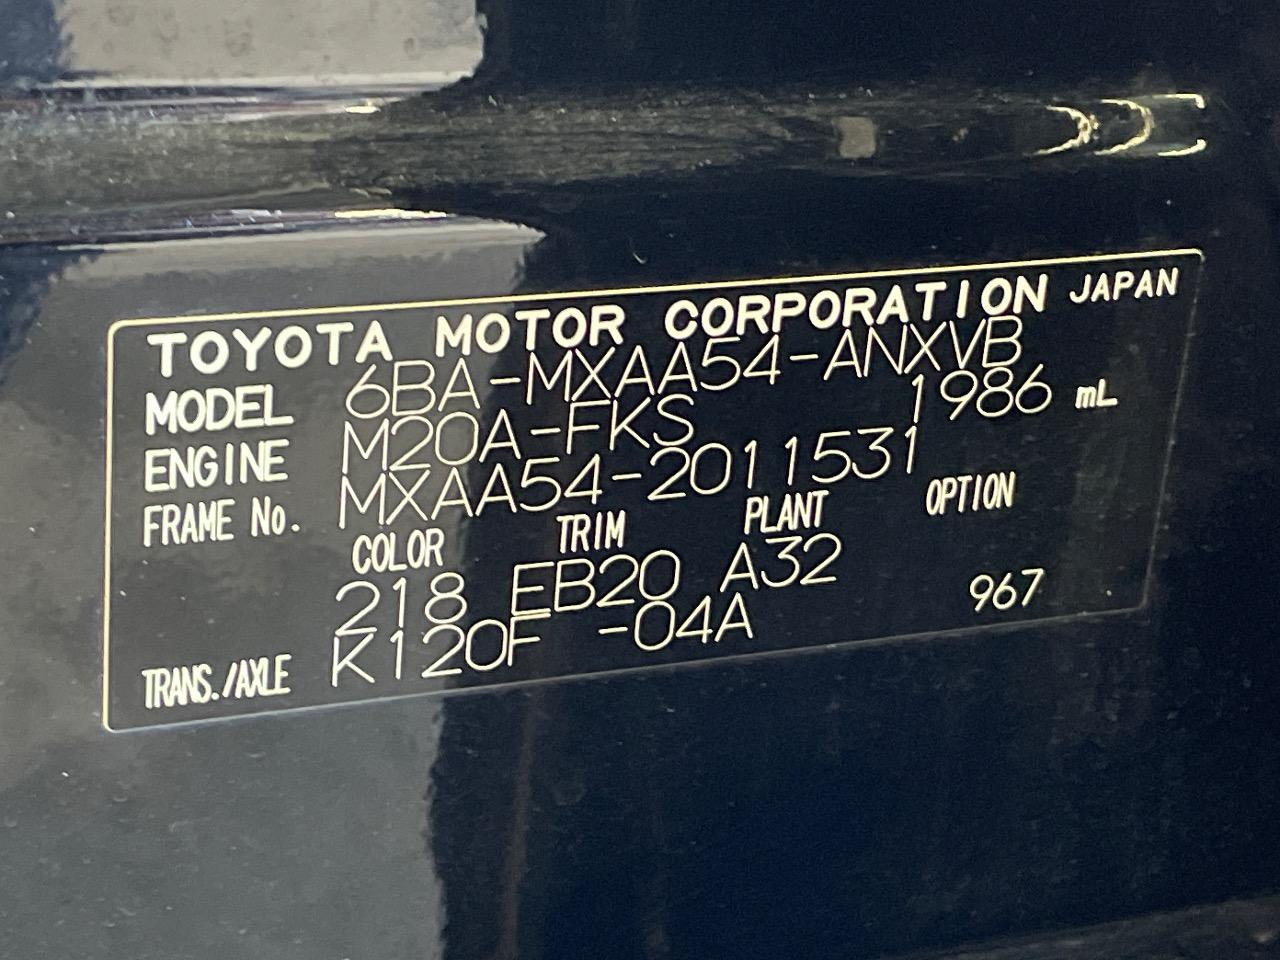 TOYOTA MOTOR CORPORATION JAPAN
MODEL 6BA-MXAA54-ANXVB
ENGINE M20A-FKS 1986 mL
FRAME No. MXAA54-2011531
COLOR TRIM PLANT OPTION
218 EB20 A32
TRANS./AXLE K120F -04A 967